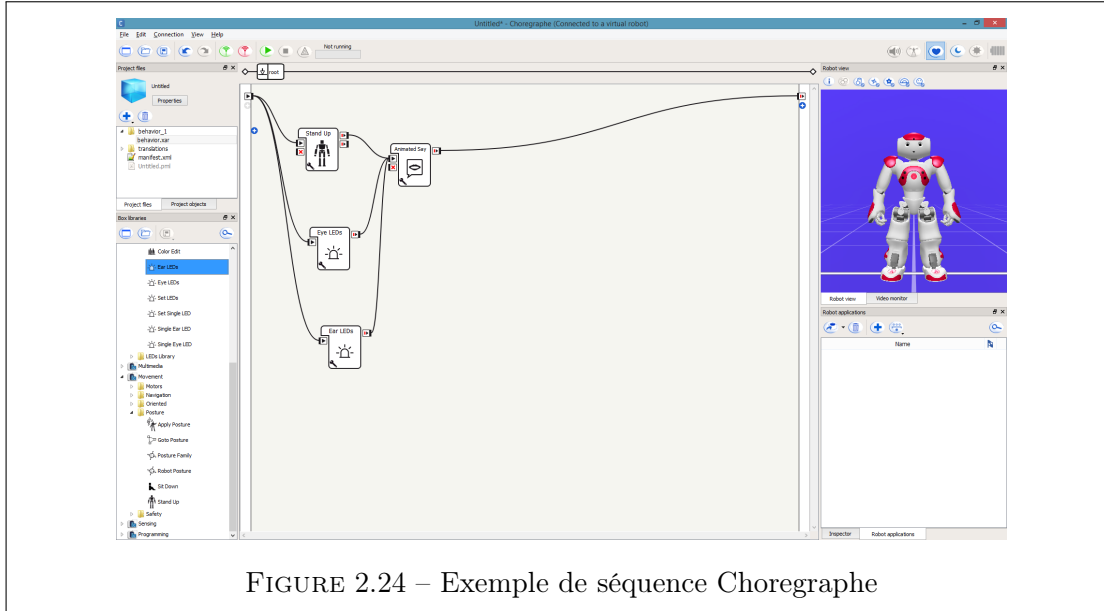 Untitled* - Choregraphe (Connected to a virtual robot)
File Edit Connection View Help
Not running
Project files
Untitled
Properties
behavior_1
behavior.xar
translations
manifest.xml
Untitled.pml
Project files Project objects
Box libraries
Color Edit
Ear LEDs
Eye LEDs
Set LEDs
Set Single LED
Single Ear LED
Single Eye LED
LEDs Library
Multimedia
Movement
Motors
Navigation
Oriented
Posture
Apply Posture
Goto Posture
Posture Family
Robot Posture
Sit Down
Stand Up
Safety
Sensing
Programming
root
Stand Up
Animated Say
Eye LEDs
Ear LEDs
Robot view
Robot view Video monitor
Robot applications
Name
Inspector Robot applications
FIGURE 2.24 – Exemple de séquence Choregraphe